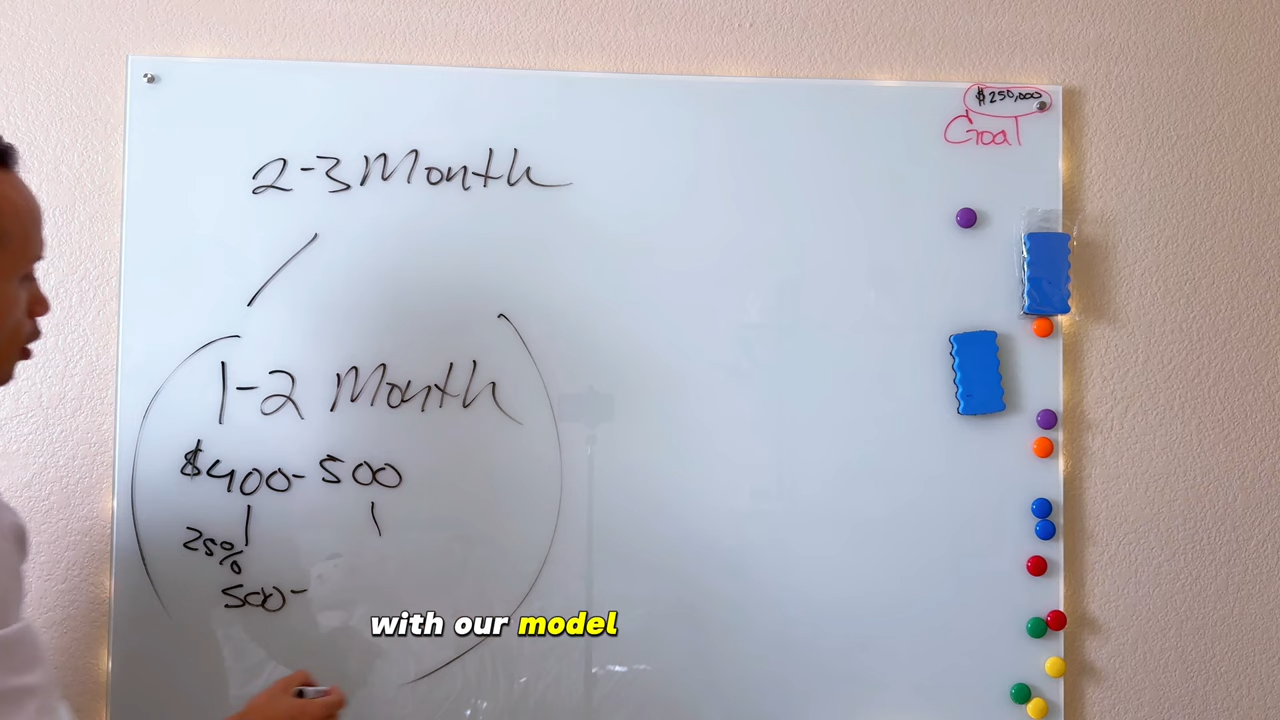 $250,000
Goal
2-3 Month
1-2 Month
$400-500
25%
500-
with our model